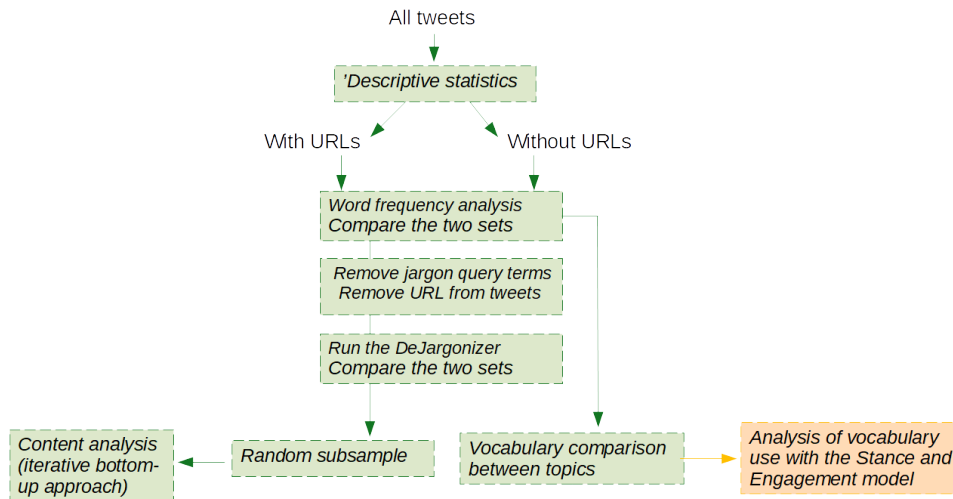 All tweets
'Descriptive statistics
With URLs
Without URLs
Word frequency analysis
Compare the two sets
Remove jargon query terms
Remove URL from tweets
Run the DeJargonizer
Compare the two sets
Content analysis
(iterative bottom-
up approach)
Random subsample
Vocabulary comparison
between topics
Analysis of vocabulary
use with the Stance and
Engagement model